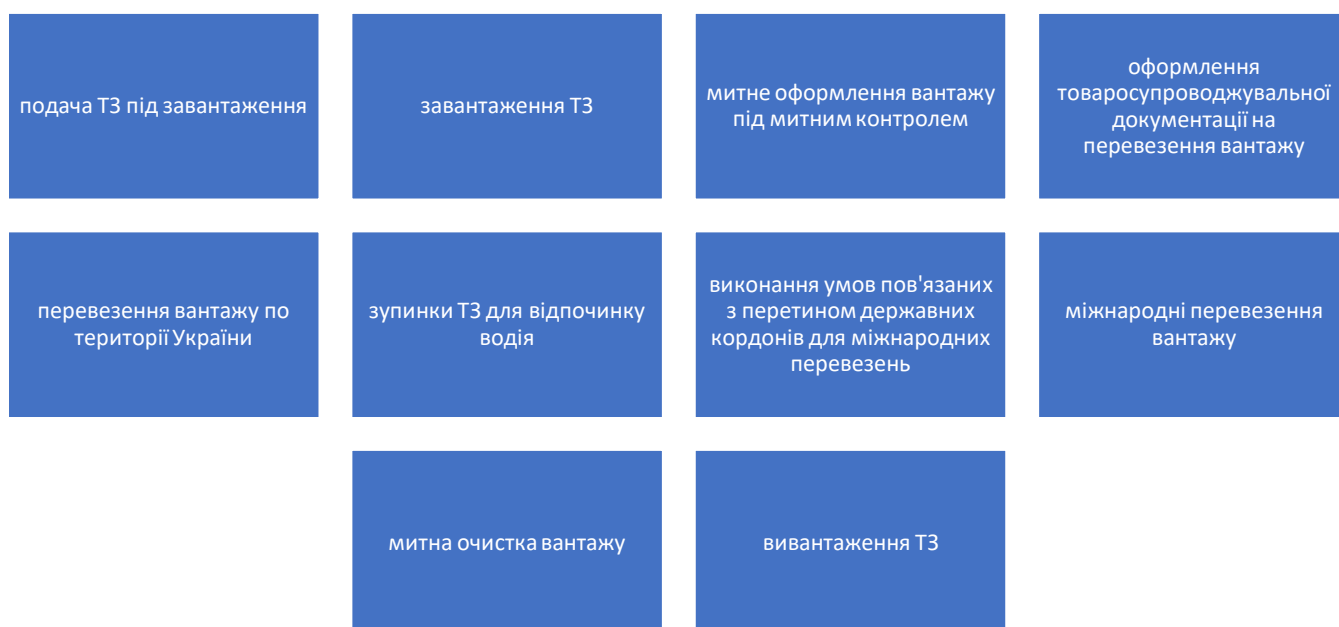 подача ТЗ під завантаження
завантаження ТЗ
митне оформлення вантажу
під митним контролем
оформлення
товаросупроводжувальної
документації на
перевезення вантажу
перевезення вантажу по
території України
зупинки ТЗ для відпочинку
водія
виконання умов пов'язаних
з перетином державних
кордонів для міжнародних
перевезень
міжнародні перевезення
вантажу
митна очистка вантажу
вивантаження ТЗ